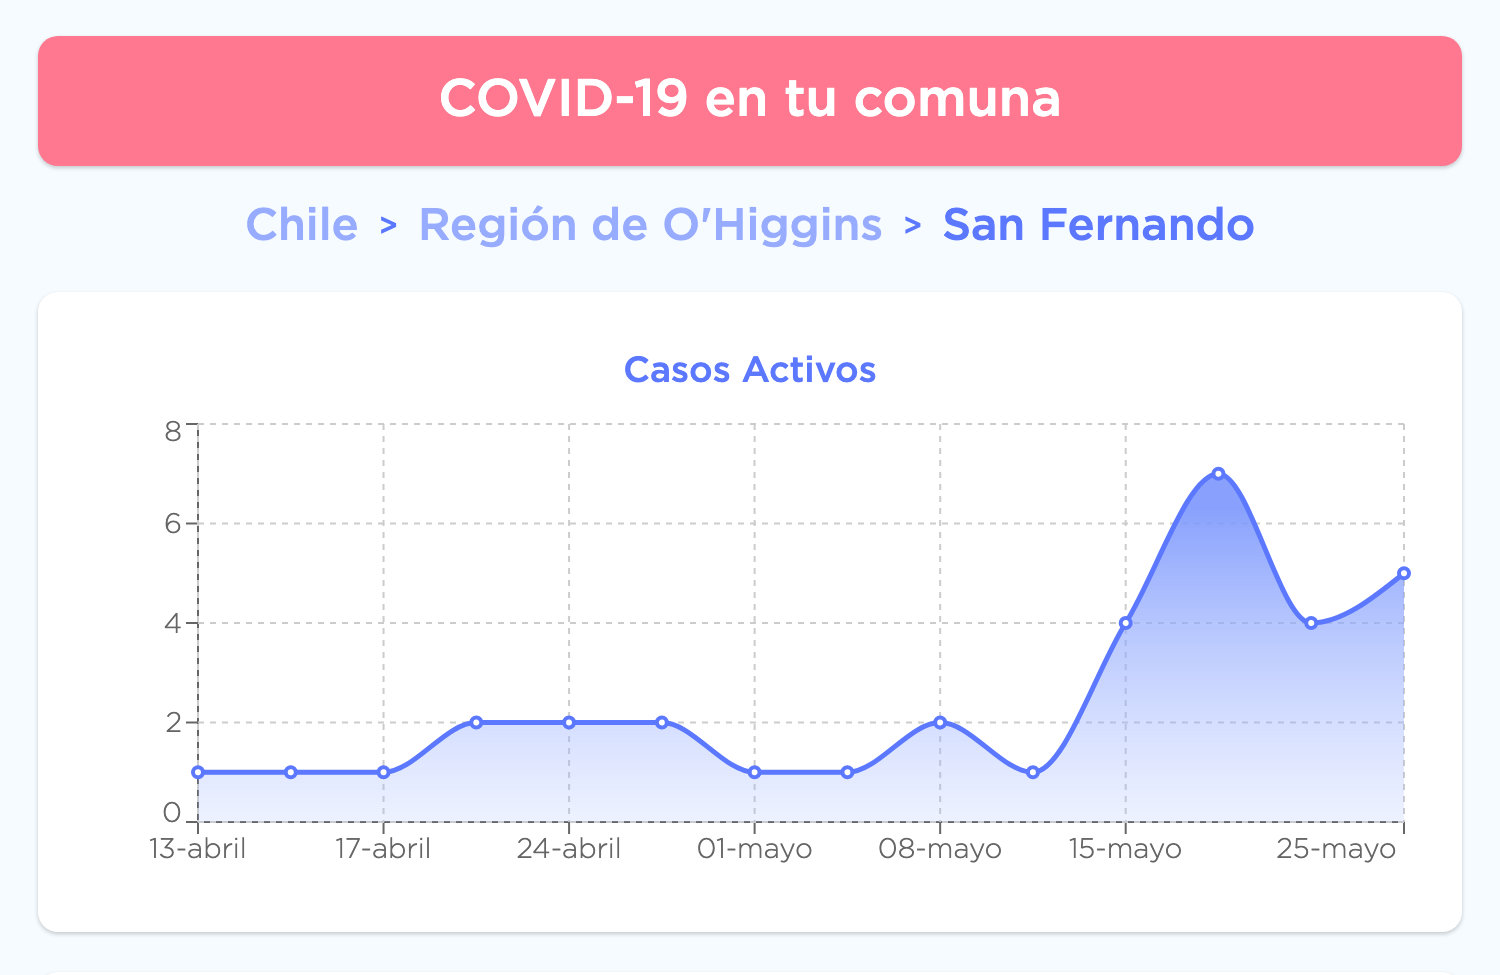 COVID-19 en tu comuna
Chile > Región de O'Higgins > San Fernando
Casos Activos
8
6
4
2
0
13-abril 17-abril 24-abril 01-mayo 08-mayo 15-mayo 25-mayo